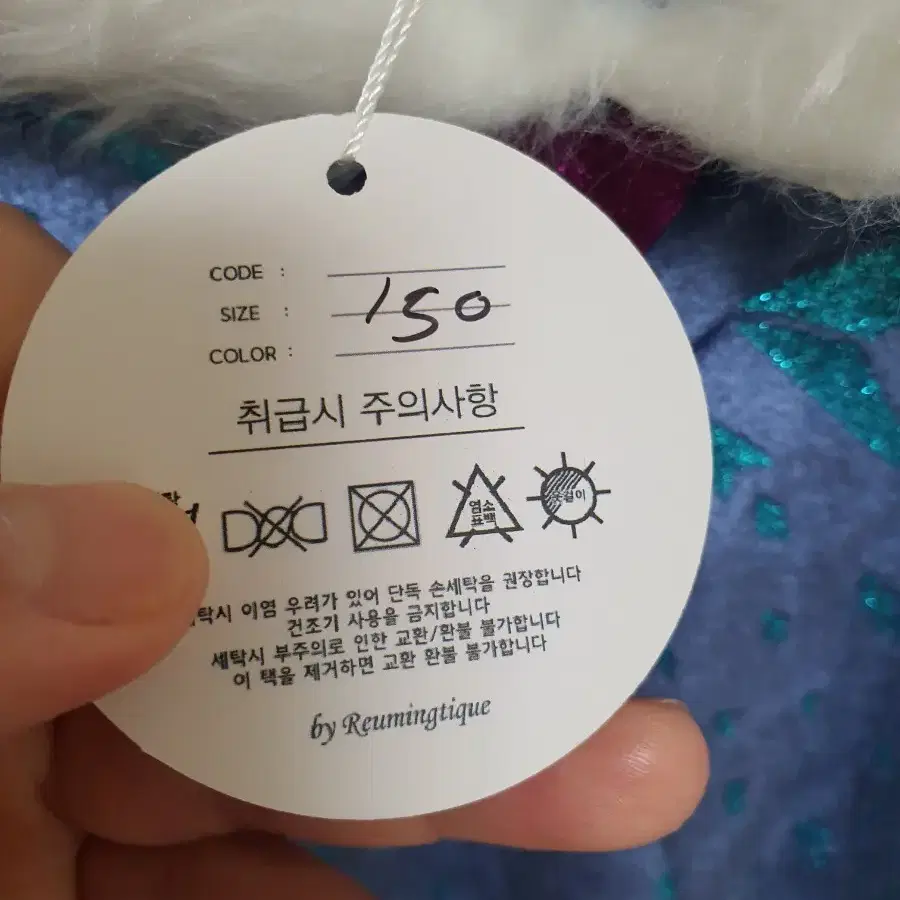 CODE :
SIZE : 150
COLOR :
취급시 주의사항
염소
표백
옷걸이
세탁시 이염 우려가 있어 단독 손세탁을 권장합니다
건조기 사용을 금지합니다
세탁시 부주의로 인한 교환/환불 불가합니다
이 택을 제거하면 교환 환불 불가합니다
by Reumingtique